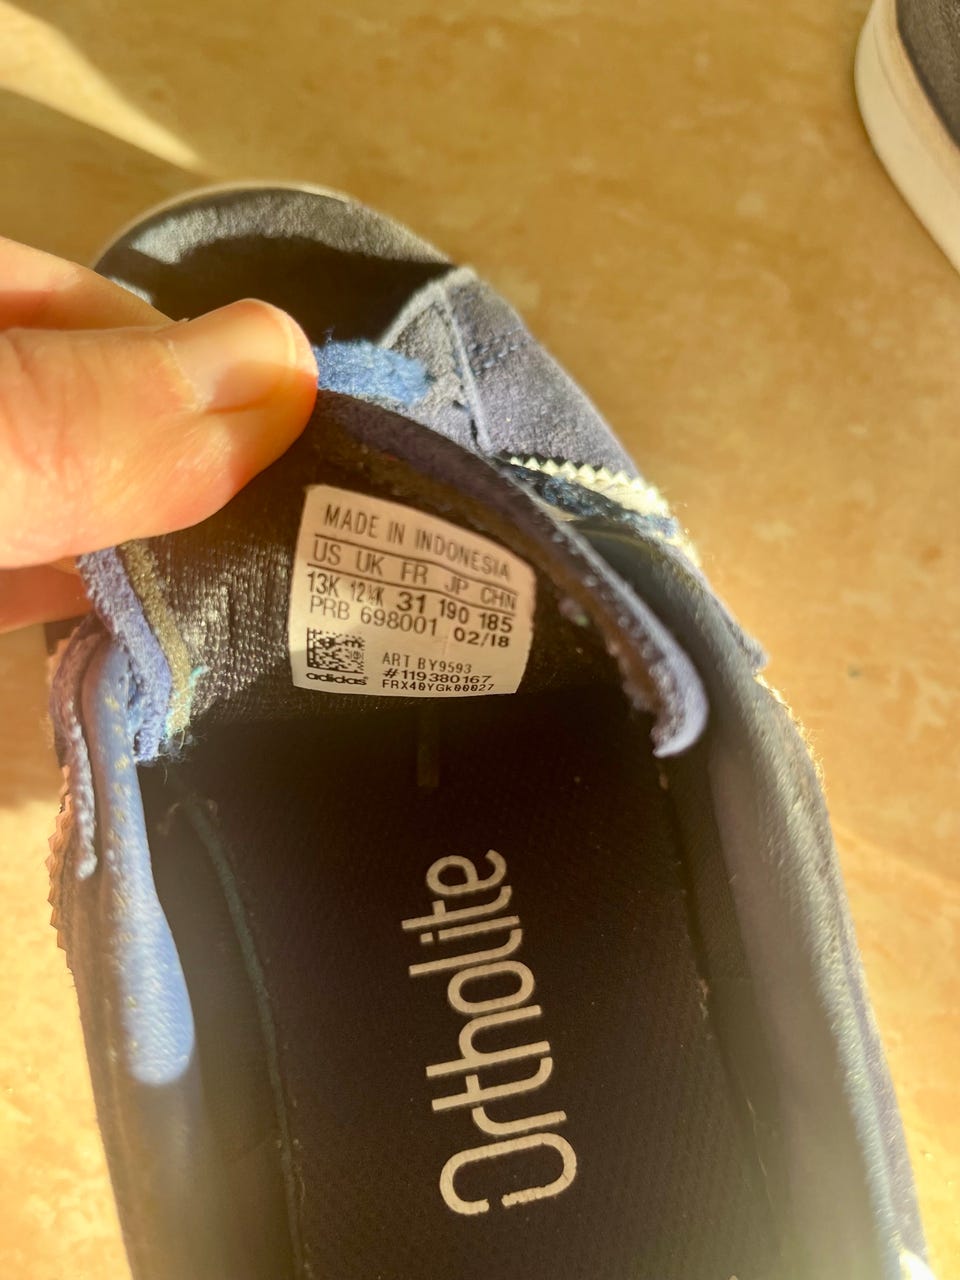 MADE IN INDONESIA
US UK FR JP CHN
13K 12½K 31 190 185
PRB 698001 02/18
ART BY9593
#119380167
adidas FRX40YGk00027
Ortholite